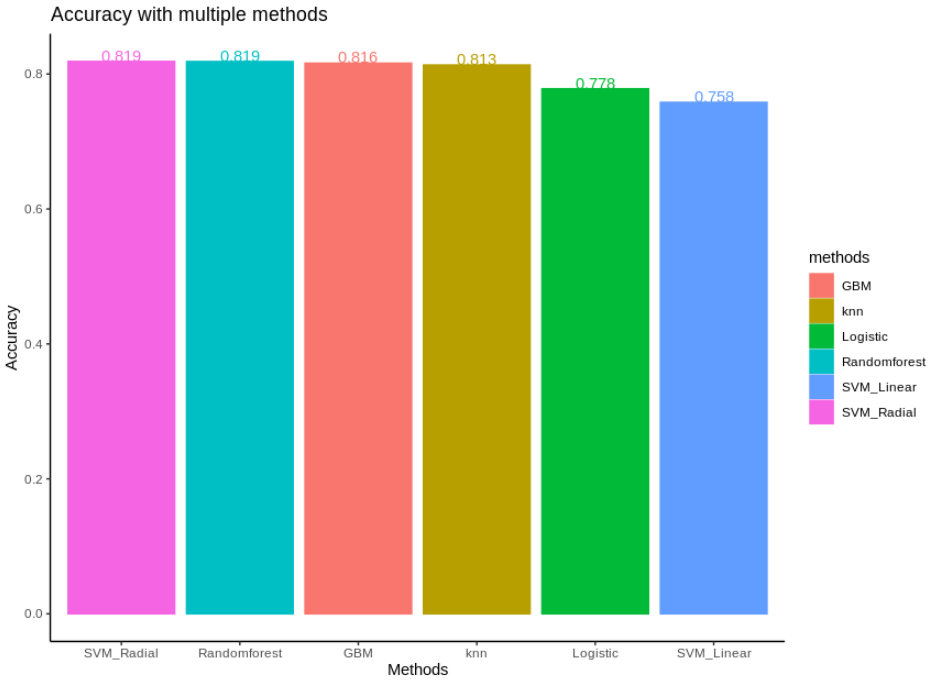 Accuracy with multiple methods
0.819
0.819
0.816
0.813
0.778
0.758
0.8
0.6
0.4
0.2
0.0
Accuracy
SVM_Radial
Randomforest
GBM
knn
Logistic
SVM_Linear
Methods
methods
GBM
knn
Logistic
Randomforest
SVM_Linear
SVM_Radial